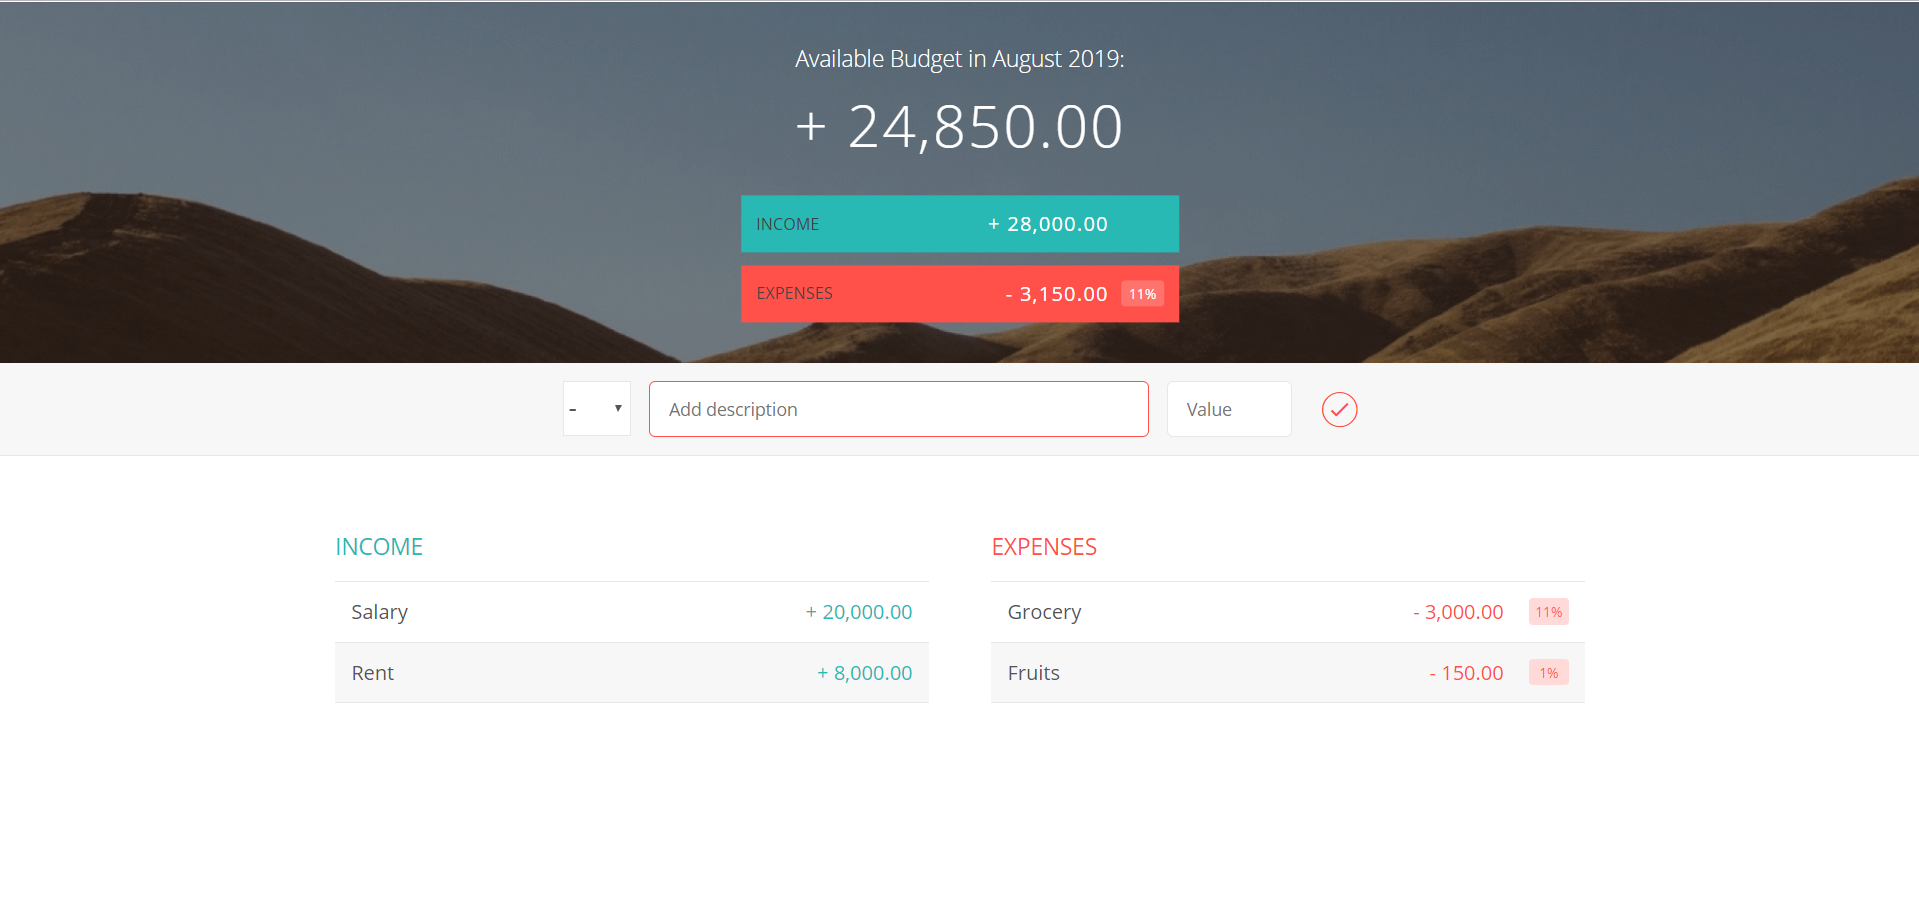 Available Budget in August 2019:
+ 24,850.00
INCOME + 28,000.00
EXPENSES - 3,150.00 11%
- Add description Value
INCOME
Salary + 20,000.00
Rent + 8,000.00
EXPENSES
Grocery - 3,000.00 11%
Fruits - 150.00 1%